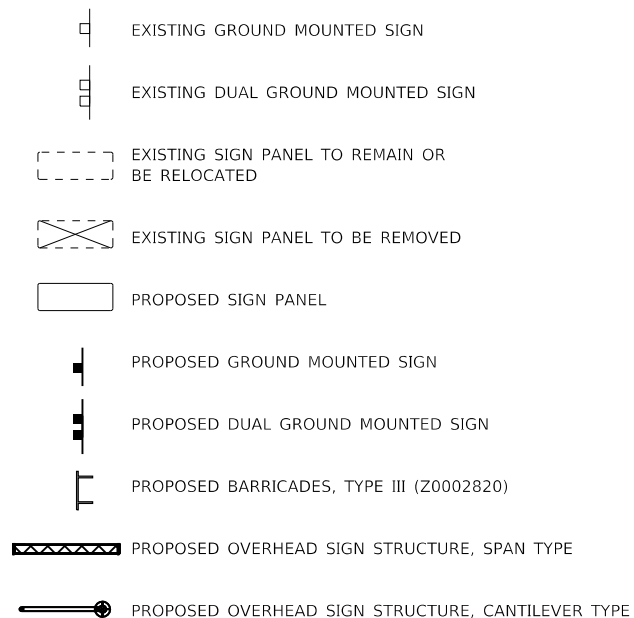 EXISTING GROUND MOUNTED SIGN
EXISTING DUAL GROUND MOUNTED SIGN
EXISTING SIGN PANEL TO REMAIN OR
BE RELOCATED
EXISTING SIGN PANEL TO BE REMOVED
PROPOSED SIGN PANEL
PROPOSED GROUND MOUNTED SIGN
PROPOSED DUAL GROUND MOUNTED SIGN
PROPOSED BARRICADES, TYPE III (Z0002820)
PROPOSED OVERHEAD SIGN STRUCTURE, SPAN TYPE
PROPOSED OVERHEAD SIGN STRUCTURE, CANTILEVER TYPE